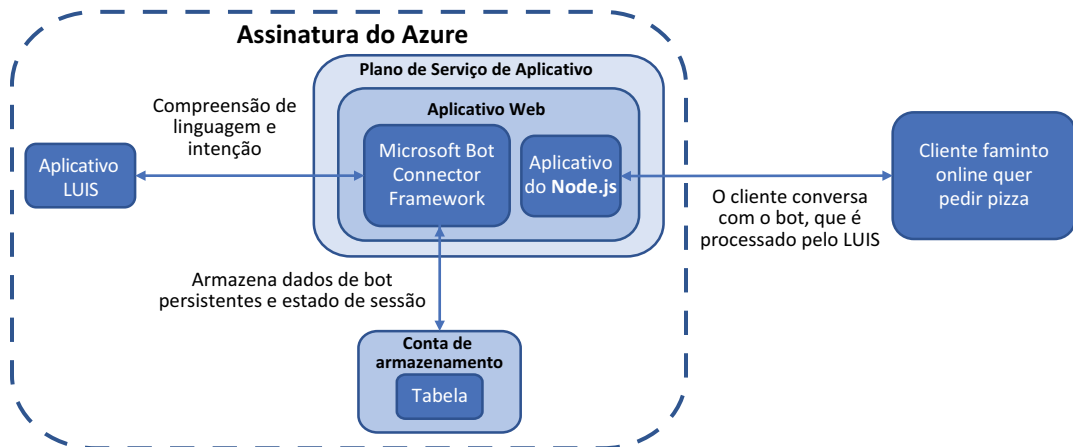 Assinatura do Azure
Plano de Serviço de Aplicativo
Aplicativo Web
Compreensão de
linguagem e
intenção
Aplicativo
LUIS
Microsoft Bot
Connector
Framework
Aplicativo
do Node.js
Cliente faminto
online quer
pedir pizza
O cliente conversa
com o bot, que é
processado pelo LUIS
Armazena dados de bot
persistentes e estado de sessão
Conta de
armazenamento
Tabela